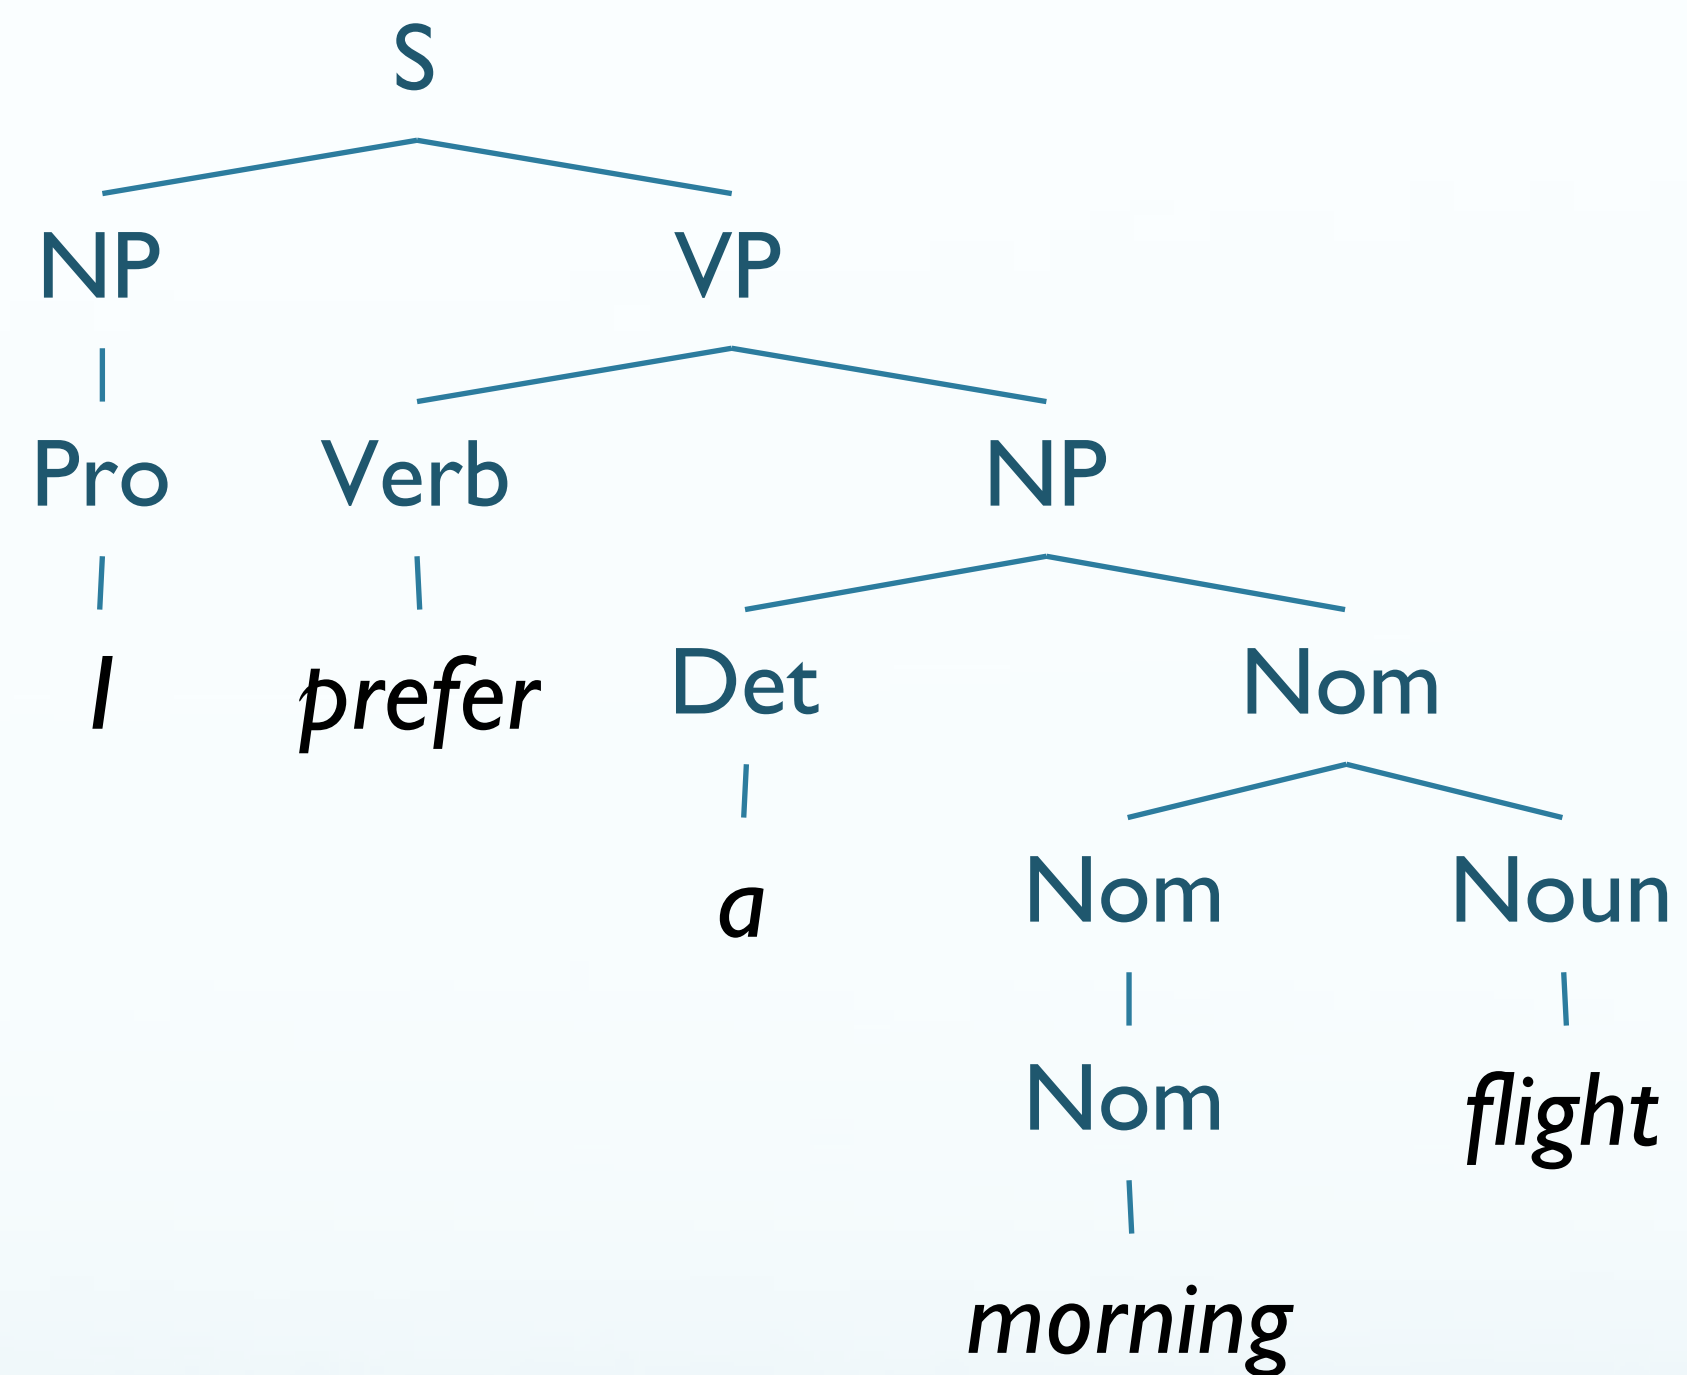 S
NP VP
Pro Verb NP
I prefer Det Nom
a Nom Noun
Nom flight
morning